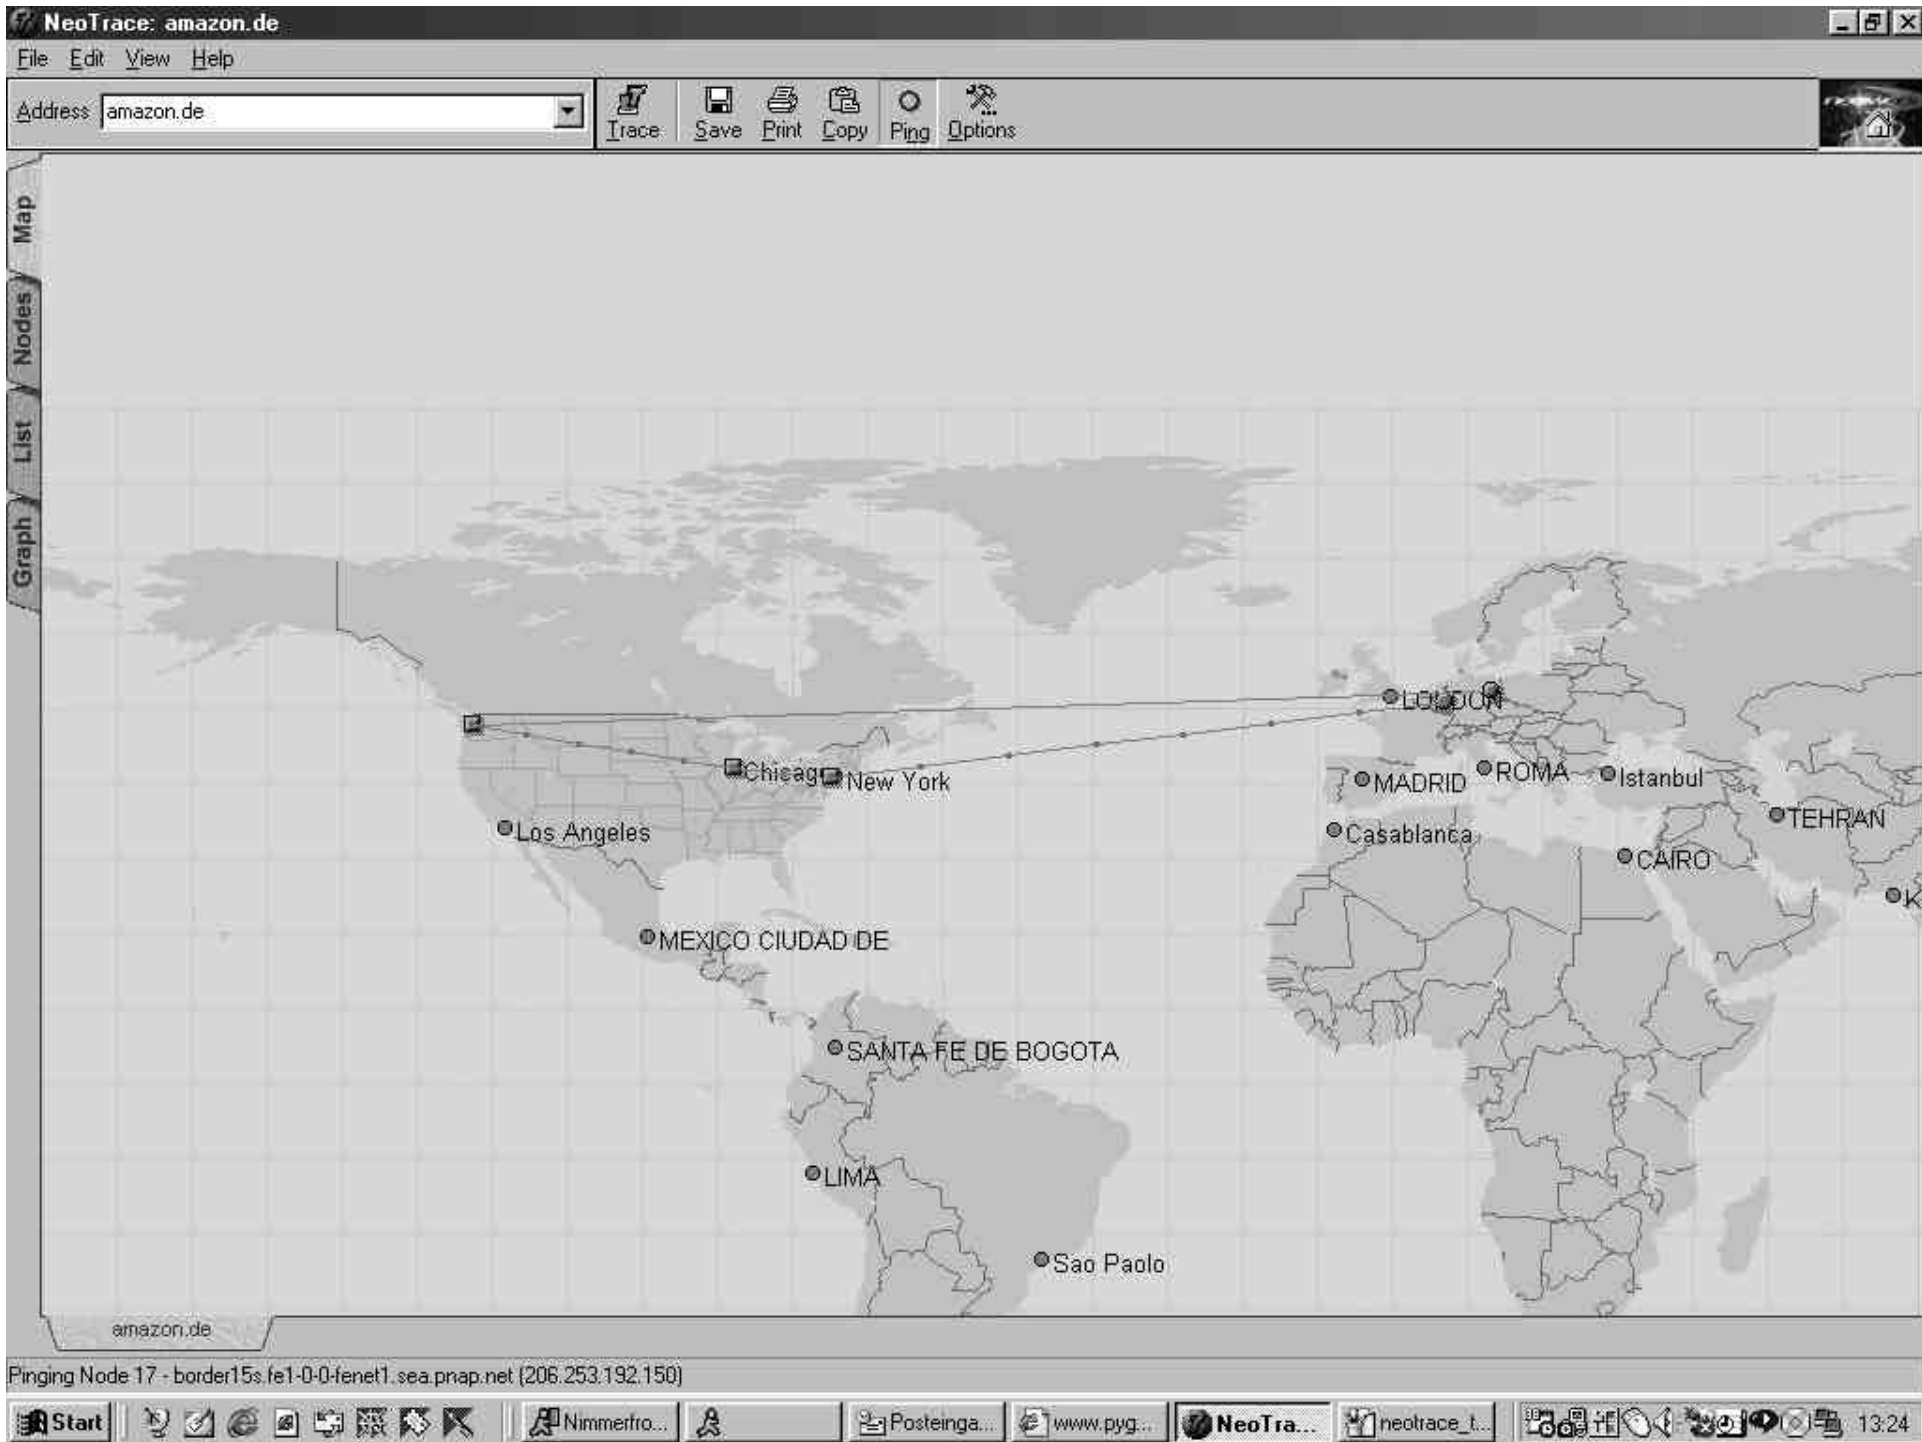 NeoTrace: amazon.de
File Edit View Help
Address amazon.de
Trace Save Print Copy Ping Options
Map
Nodes
List
Graph
LONDON
Chicag
New York
MADRID
ROMA
Istanbul
Los Angeles
Casablanca
TEHRAN
CAIRO
K
MEXICO CIUDAD DE
SANTA FE DE BOGOTA
LIMA
Sao Paolo
amazon.de
Pinging Node 17 - border15s.fe1-0-0-fenet1.sea.pnap.net (206.253.192.150)
Start Nimmerfro... Posteinga... www.pyg... NeoTra... neotrace_t... 13:24